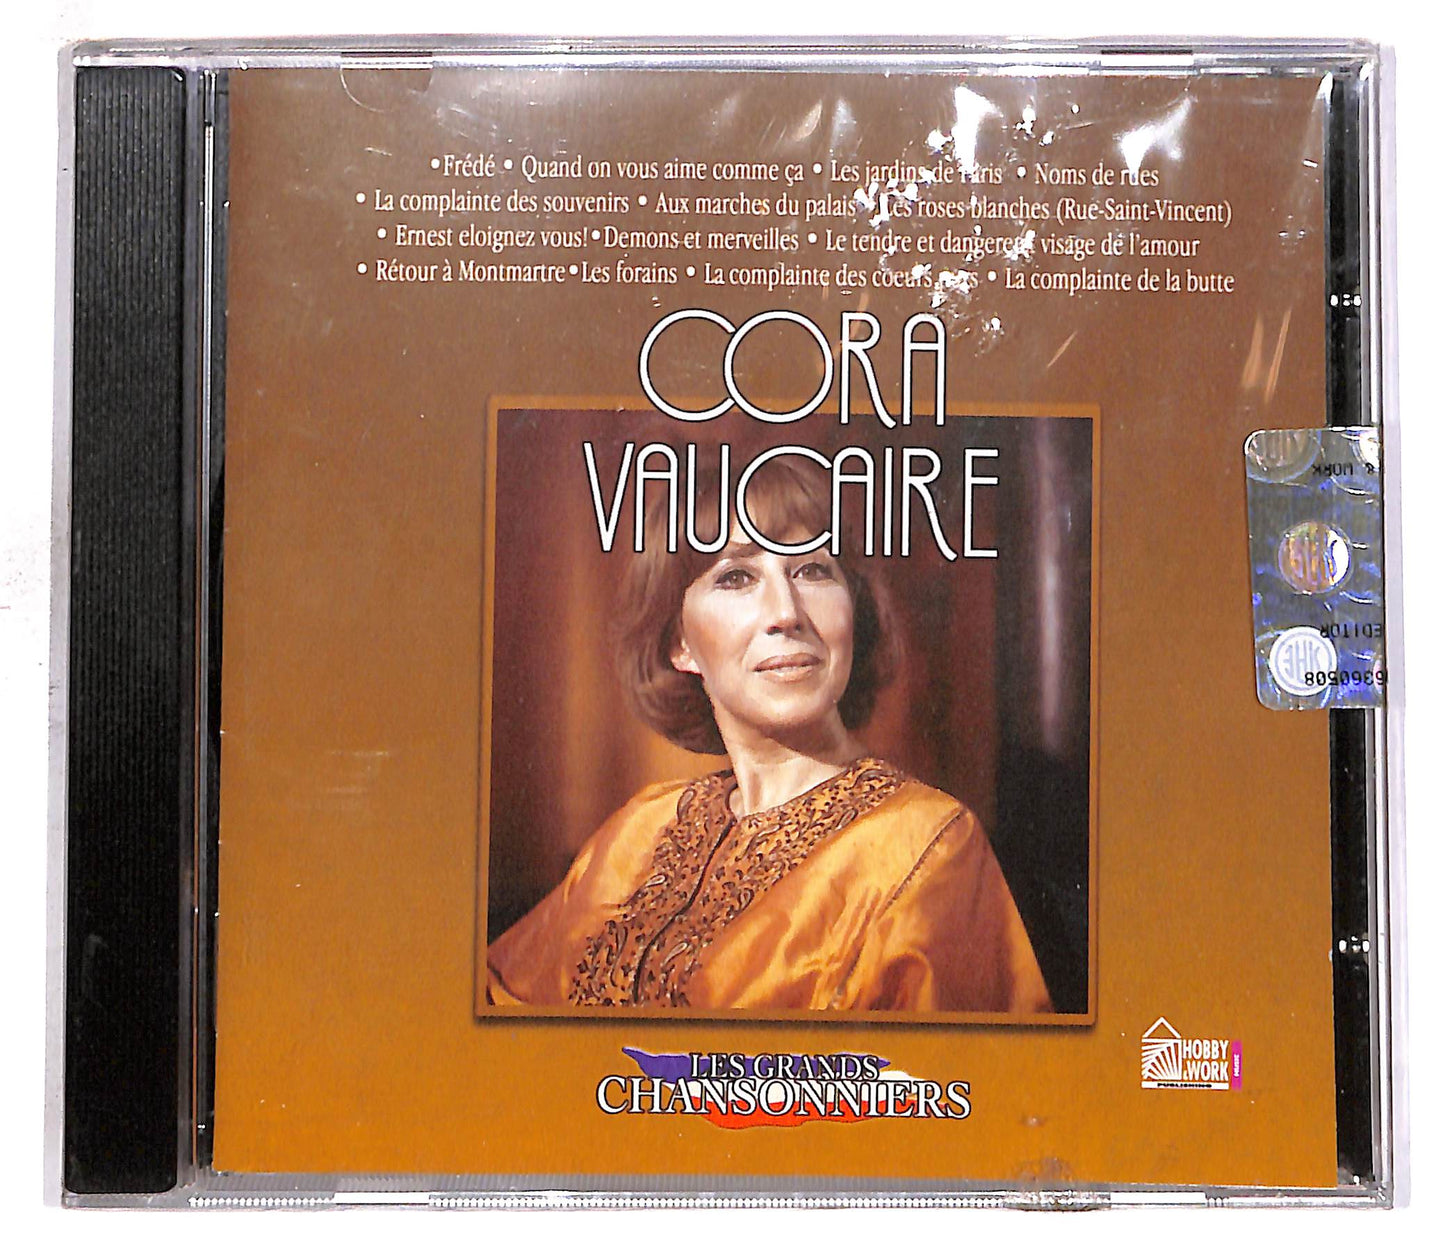 •Frédé • Quand on vous aime comme ça • Les jardins de Paris • Noms de rues
• La complainte des souvenirs • Aux marches du palais • Les roses blanches (Rue-Saint-Vincent)
• Ernest eloignez vous!•Demons et merveilles • Le tendre et dangereux visage de l'amour
• Rétour à Montmartre•Les forains • La complainte des coeurs • La complainte de la butte
CORA
VAUCAIRE
& WORK
EDITOR
6360508
LES GRANDS
CHANSONNIERS
HOBBY
& WORK
PUBLISHING
MUSIC